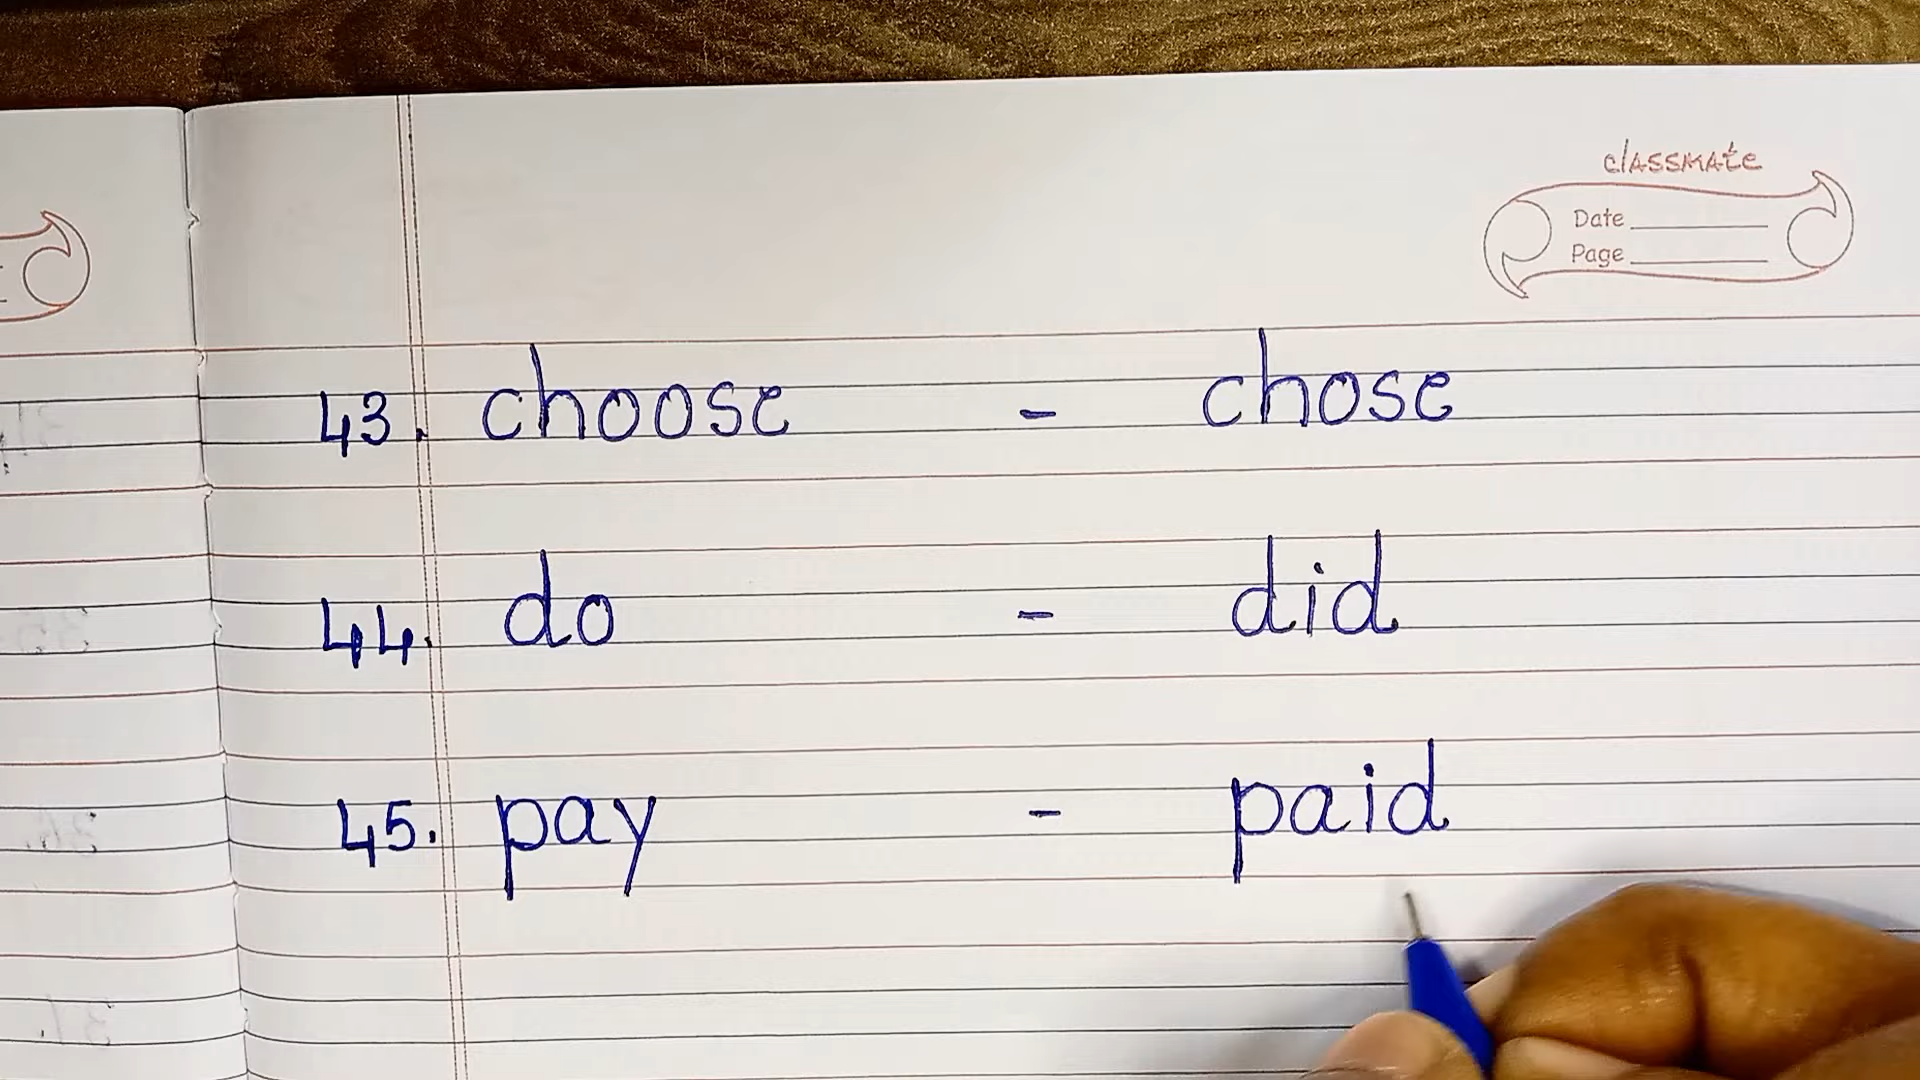 classmate
Date
Page
43. choose - chose
44. do - did
45. pay - paid